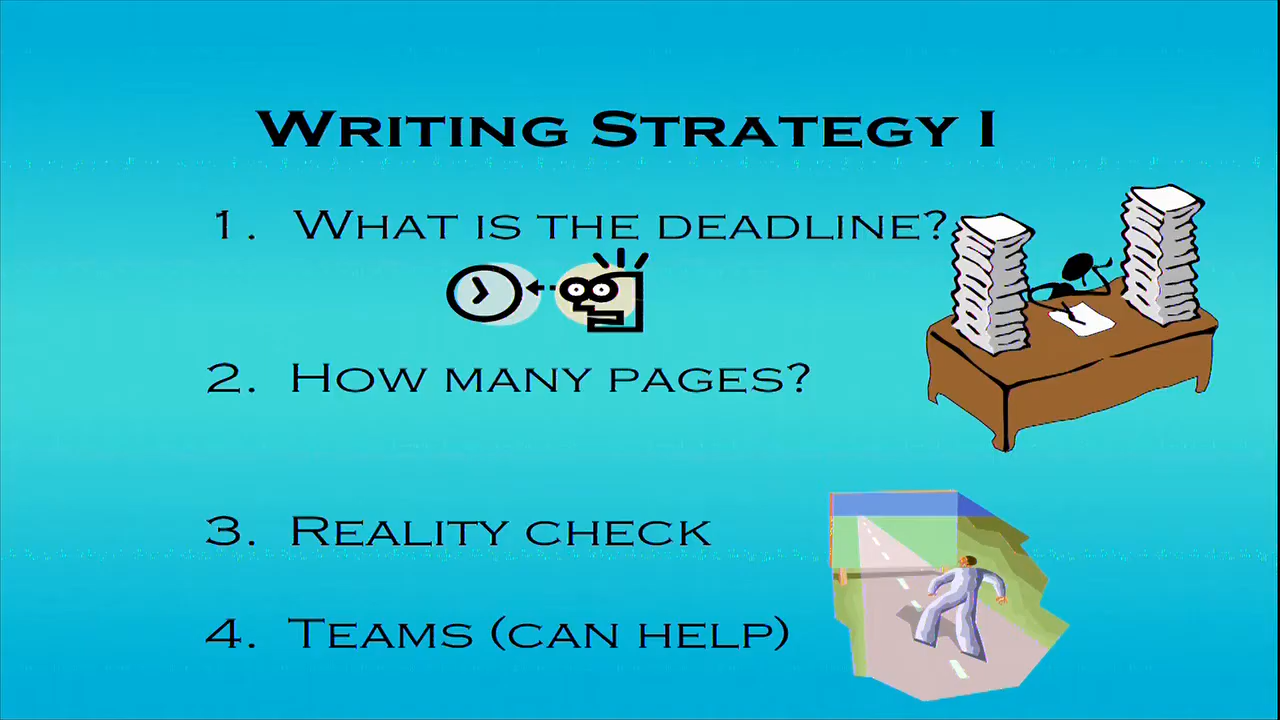 Writing Strategy I
1. What is the deadline?
2. How many pages?
3. Reality check
4. Teams (can help)